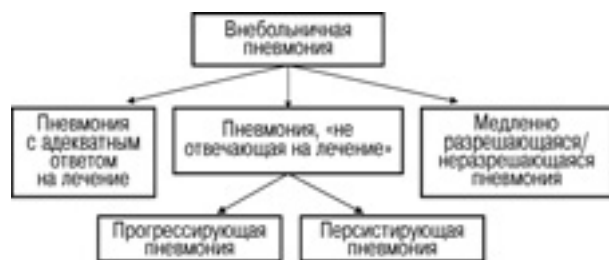 Внебольничная
пневмония
Пневмония
с адекватным
ответом
на лечение
Пневмония, «не
отвечающая на лечение»
Медленно
разрешающаяся/
неразрешающаяся
пневмония
Прогрессирующая
пневмония
Персистирующая
пневмония